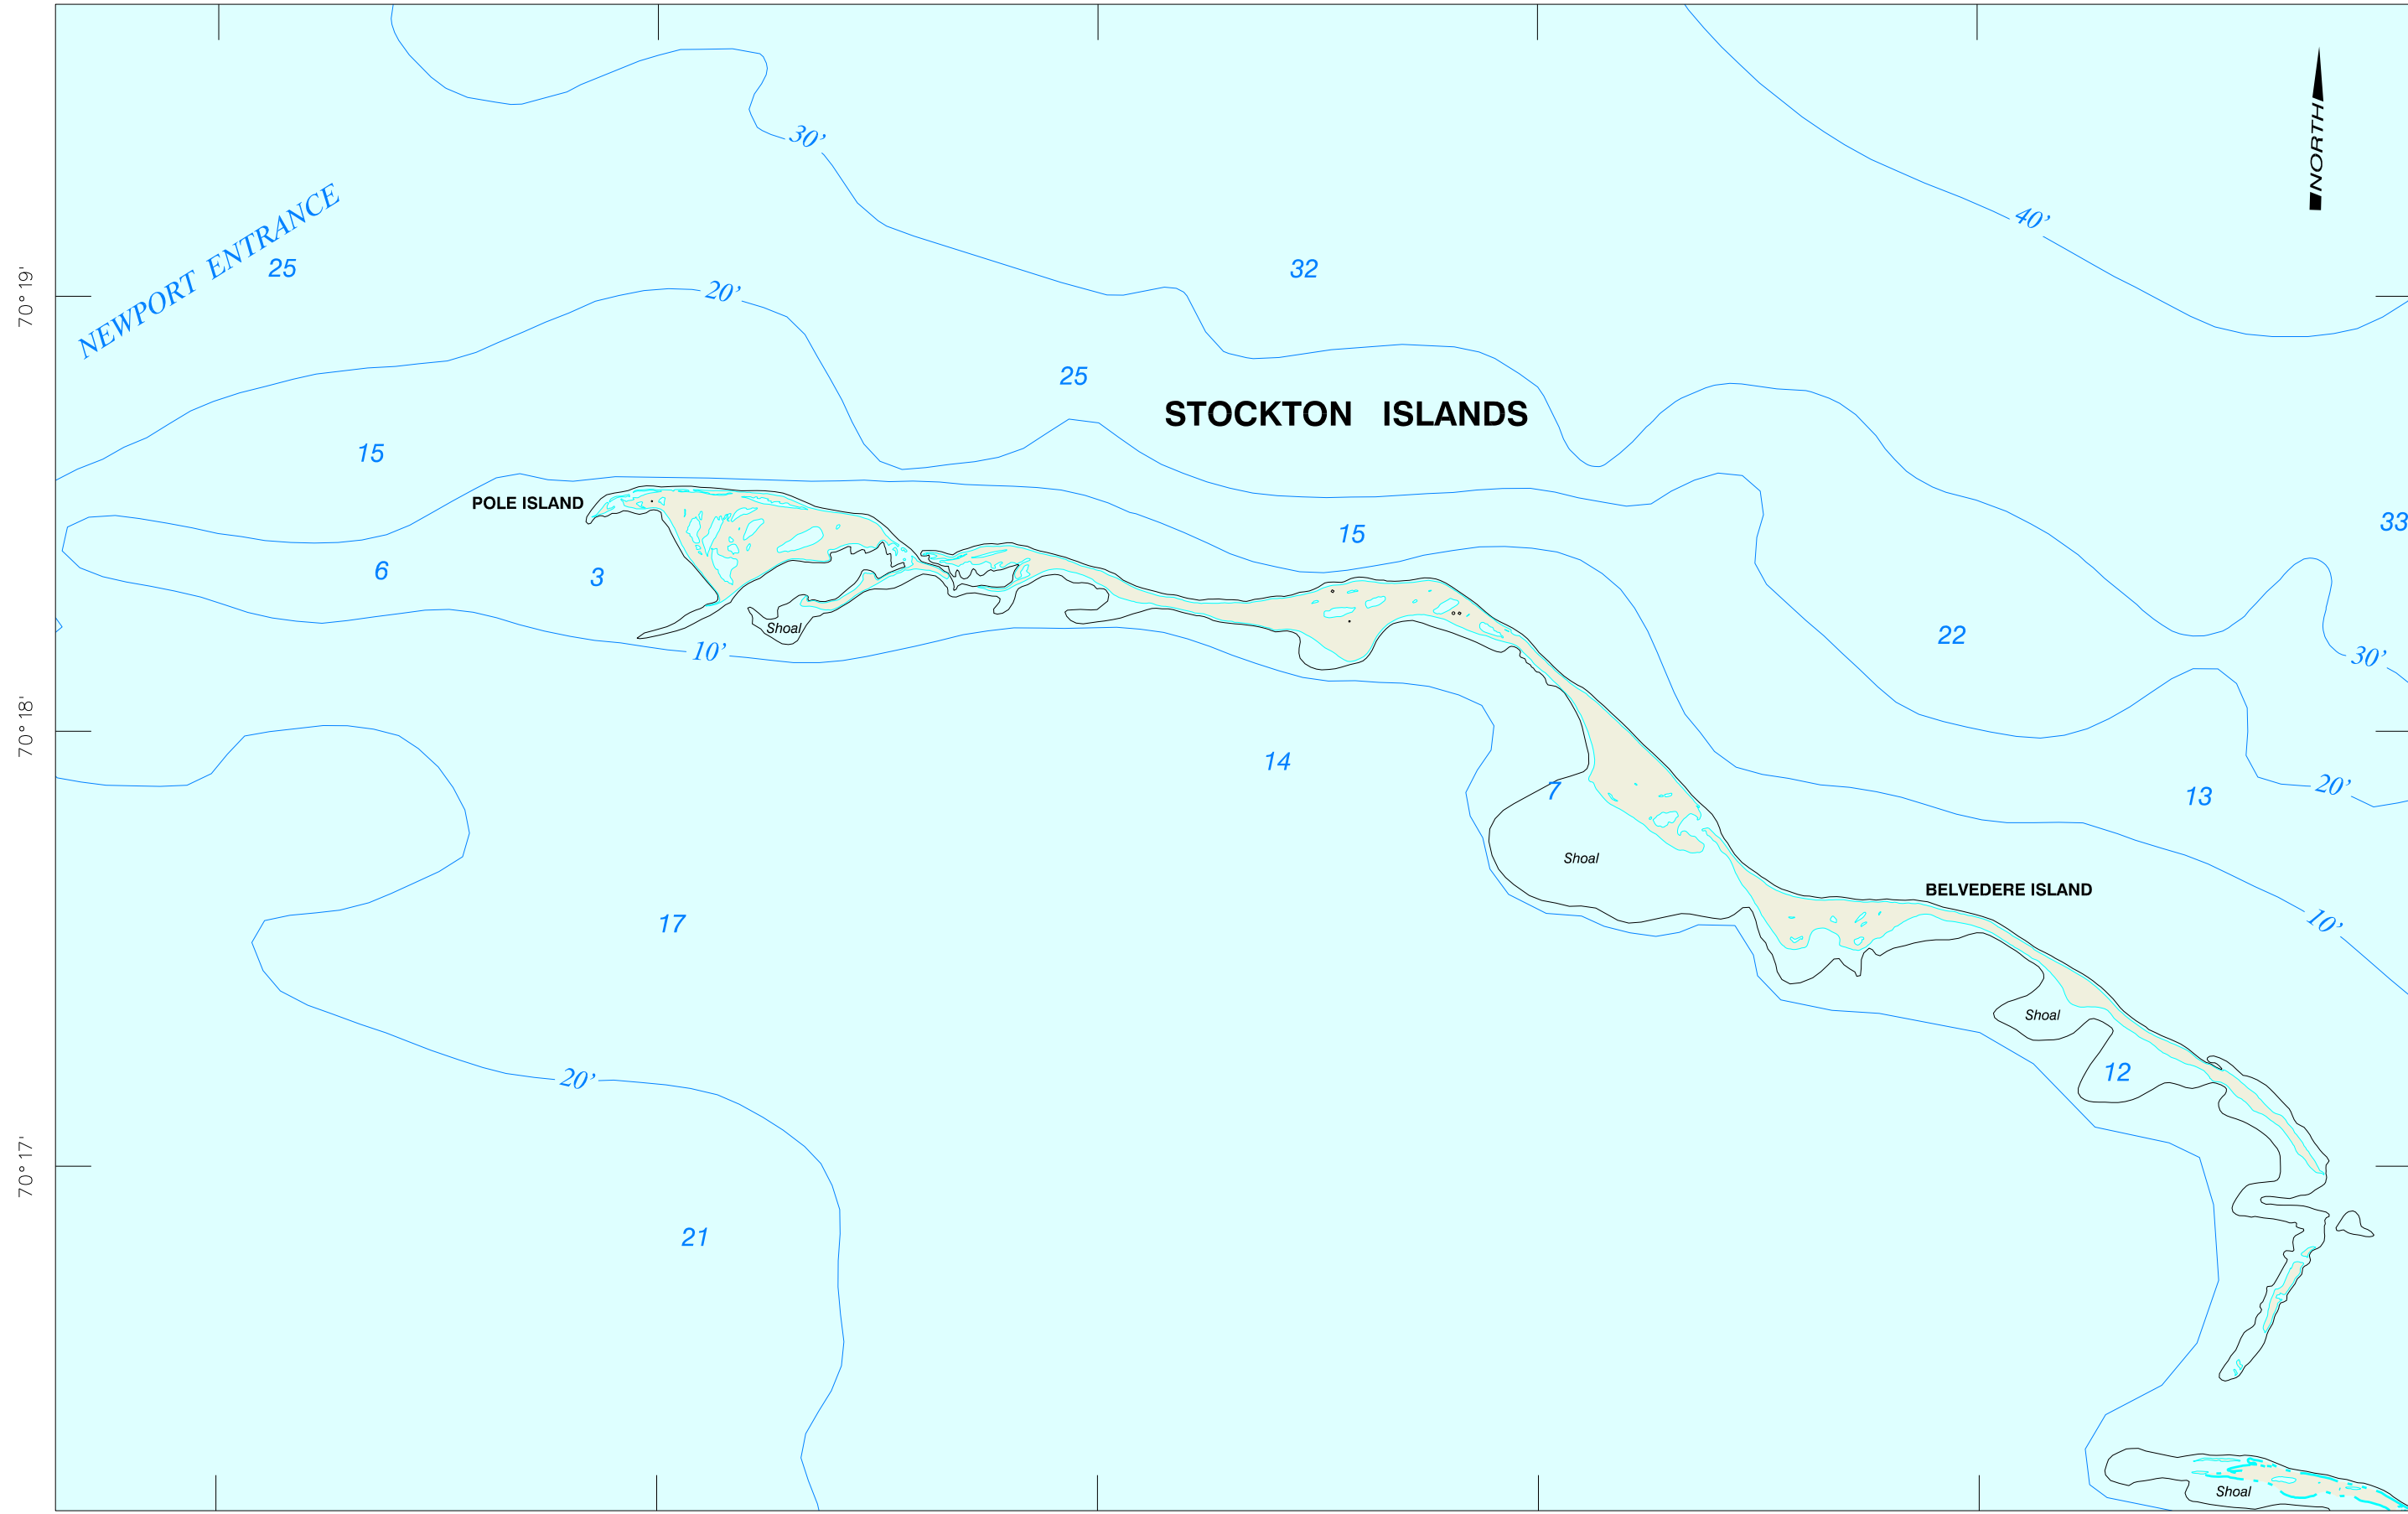 NORTH
30'
40'
NEWPORT ENTRANCE
25
32
70°19'
20'
25
STOCKTON ISLANDS
15
POLE ISLAND
33
15
6
3
Shoal
22
10'
30'
70°18'
14
20'
7
13
Shoal
BELVEDERE ISLAND
17
10'
Shoal
12
20'
70°17'
21
Shoal